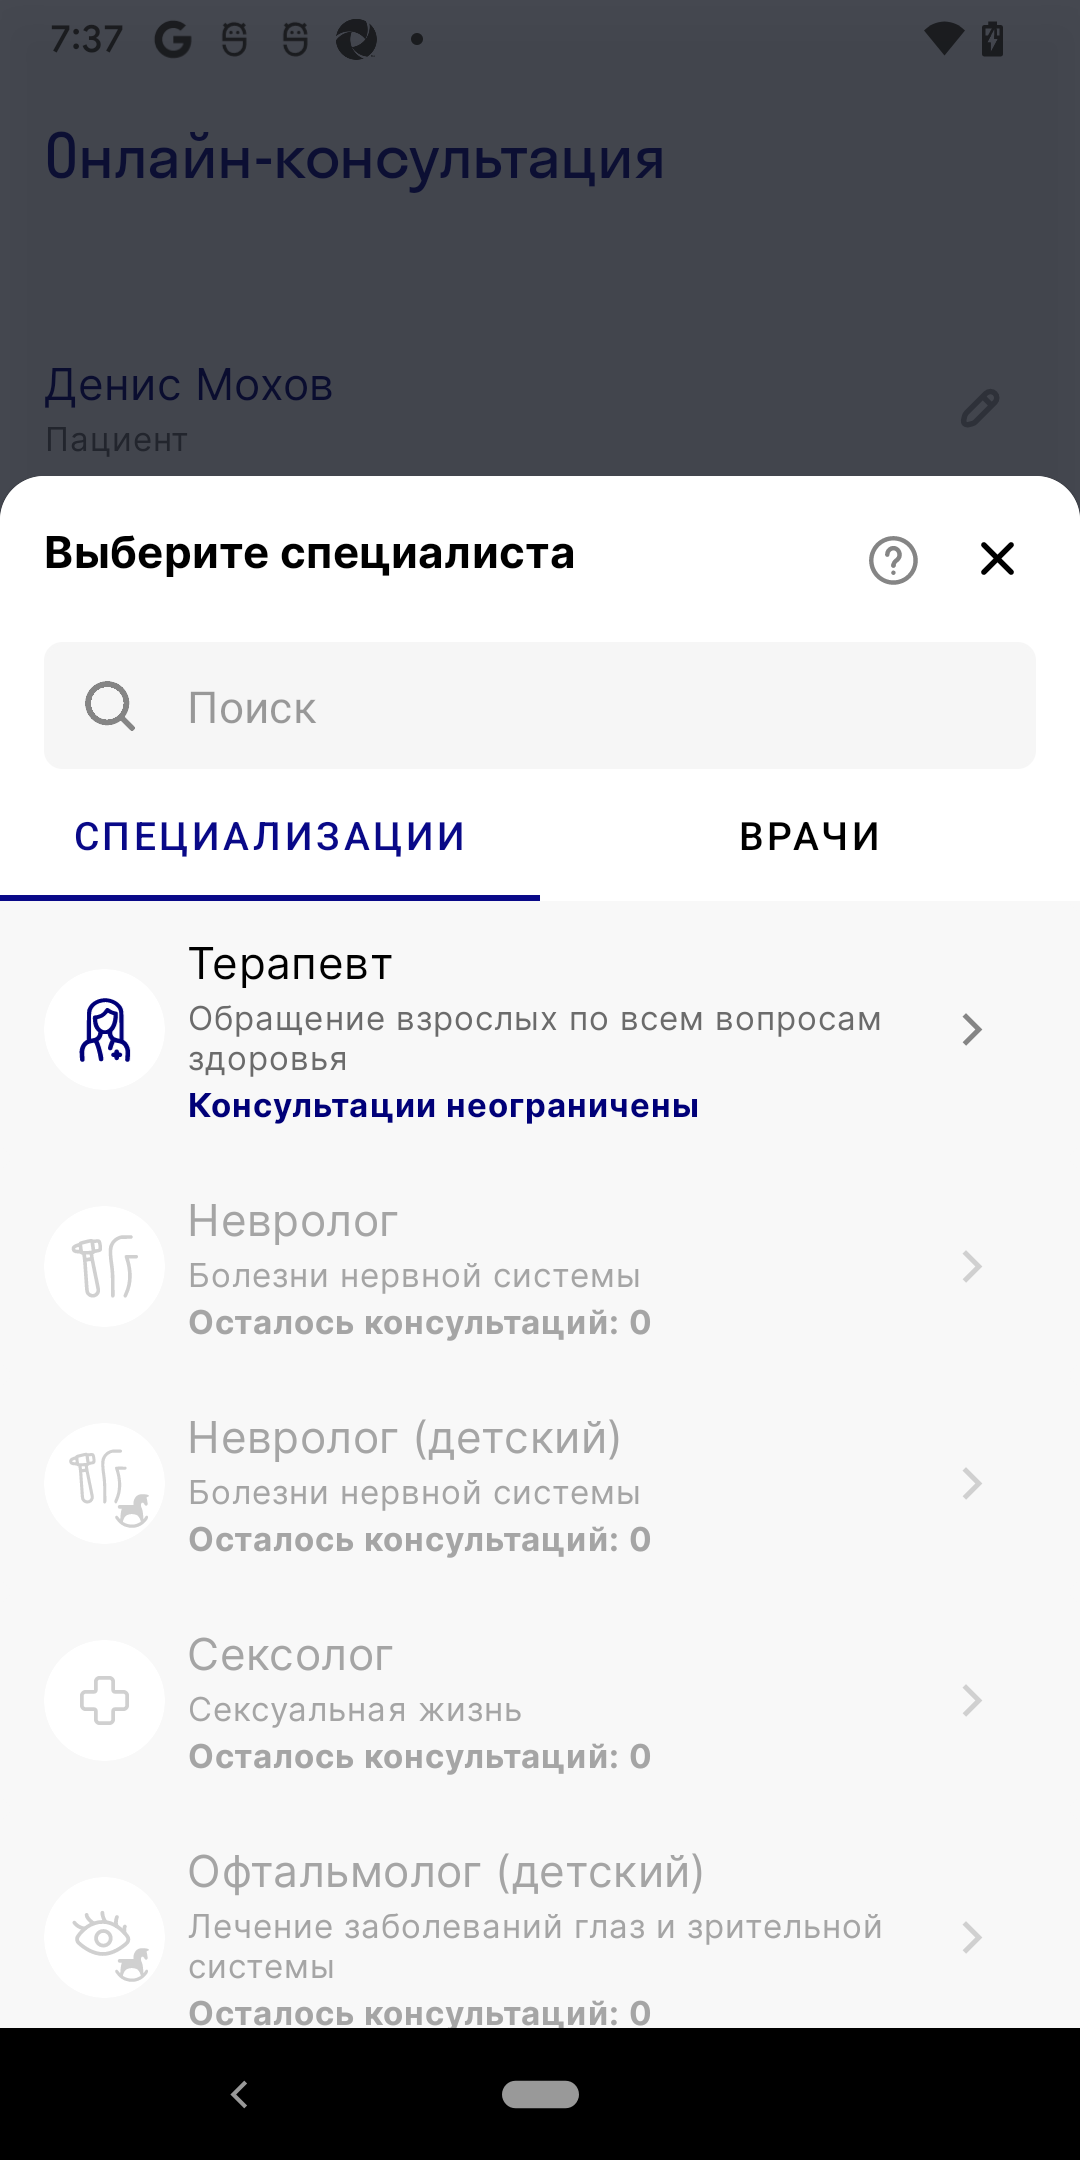 7:37
Онлайн-консультация
Денис Мохов
Пациент
Выберите специалиста
Поиск
СПЕЦИАЛИЗАЦИИ
ВРАЧИ
Терапевт
Обращение взрослых по всем вопросам
здоровья
Консультации неограничены
Невролог
Болезни нервной системы
Осталось консультаций: 0
Невролог (детский)
Болезни нервной системы
Осталось консультаций: 0
Сексолог
Сексуальная жизнь
Осталось консультаций: 0
Офтальмолог (детский)
Лечение заболеваний глаз и зрительной
системы
Осталось консультаций: 0